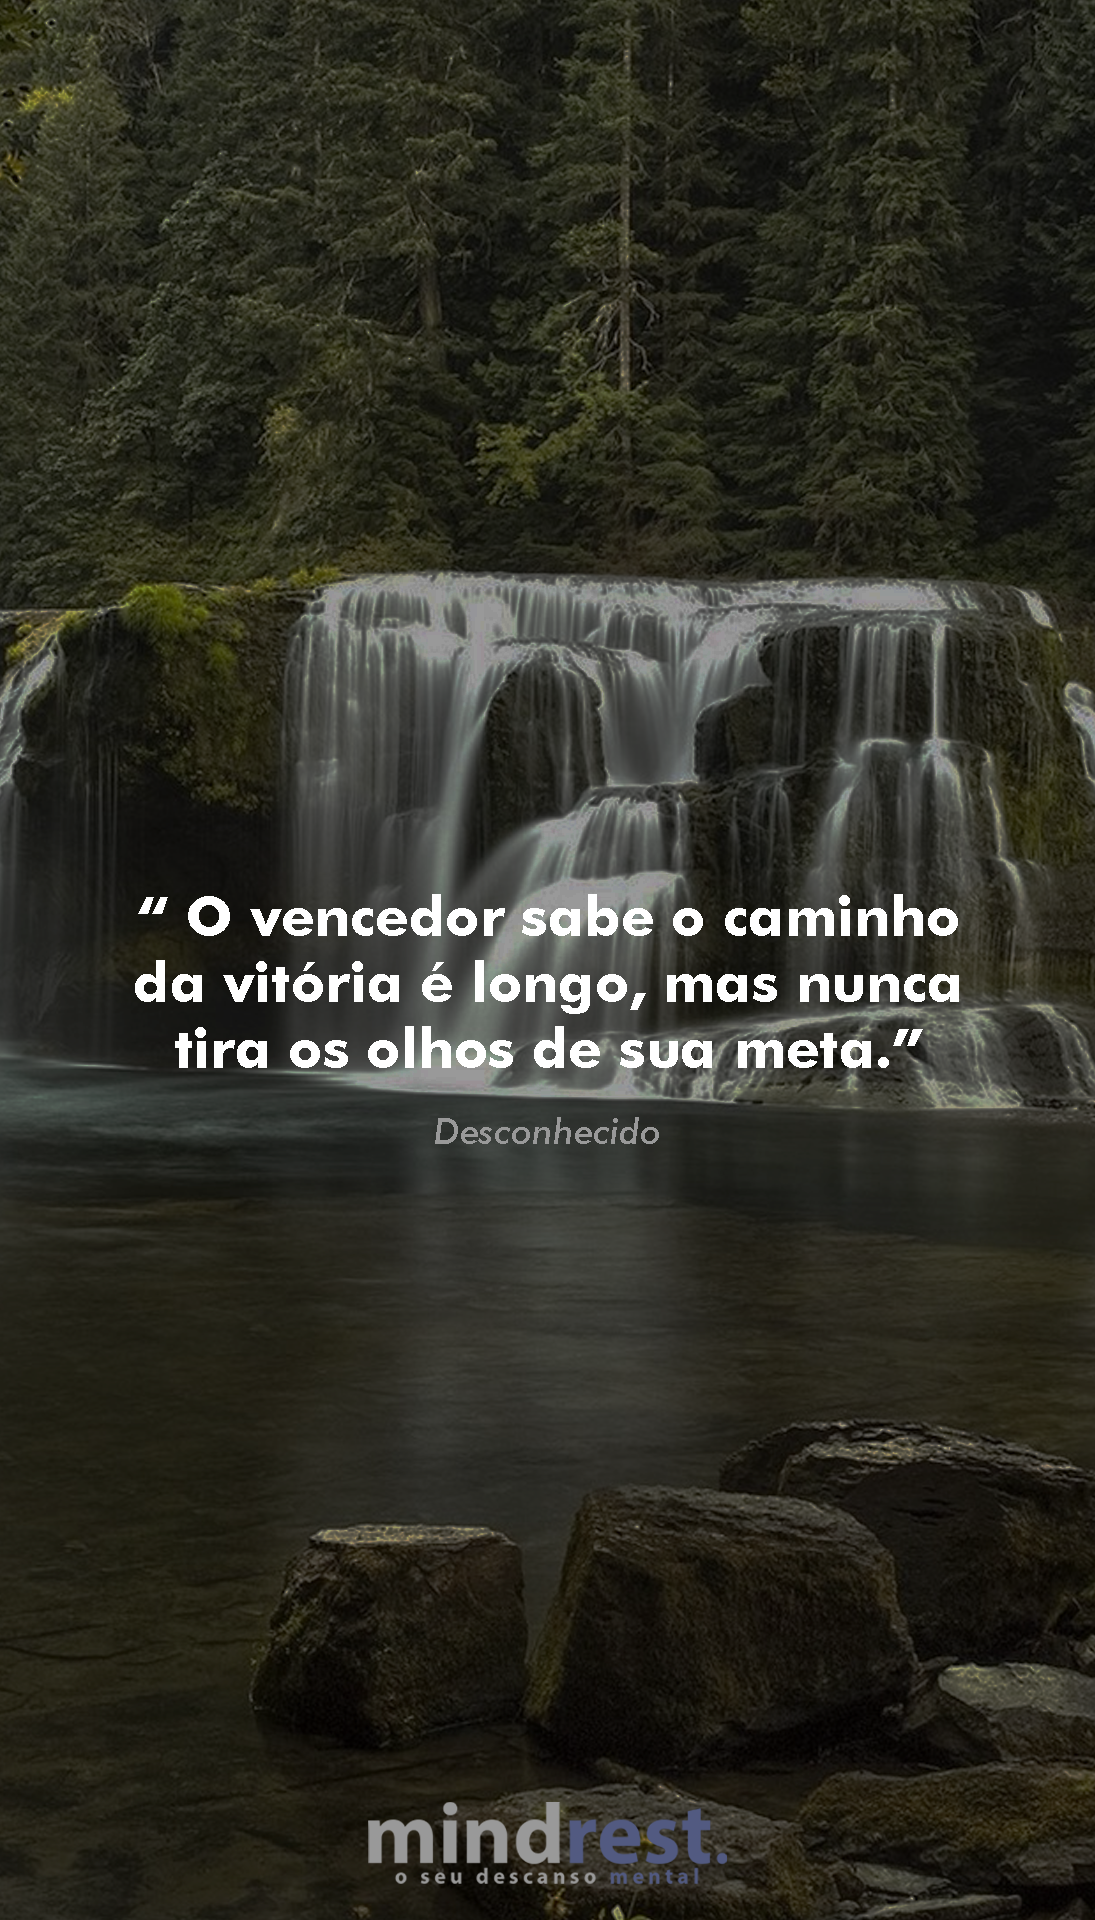 “ O vencedor sabe o caminho
da vitória é longo, mas nunca
tira os olhos de sua meta.”
Desconhecido
mindrest.
o seu descanso mental